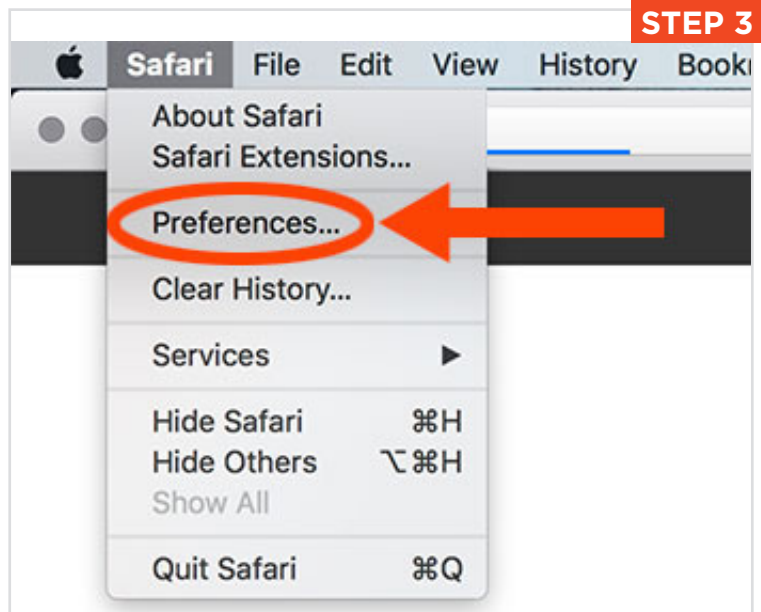 STEP 3
Safari File Edit View History Book
About Safari
Safari Extensions...
Preferences...
Clear History...
Services ▶
Hide Safari ⌘H
Hide Others ⌥⌘H
Show All
Quit Safari ⌘Q